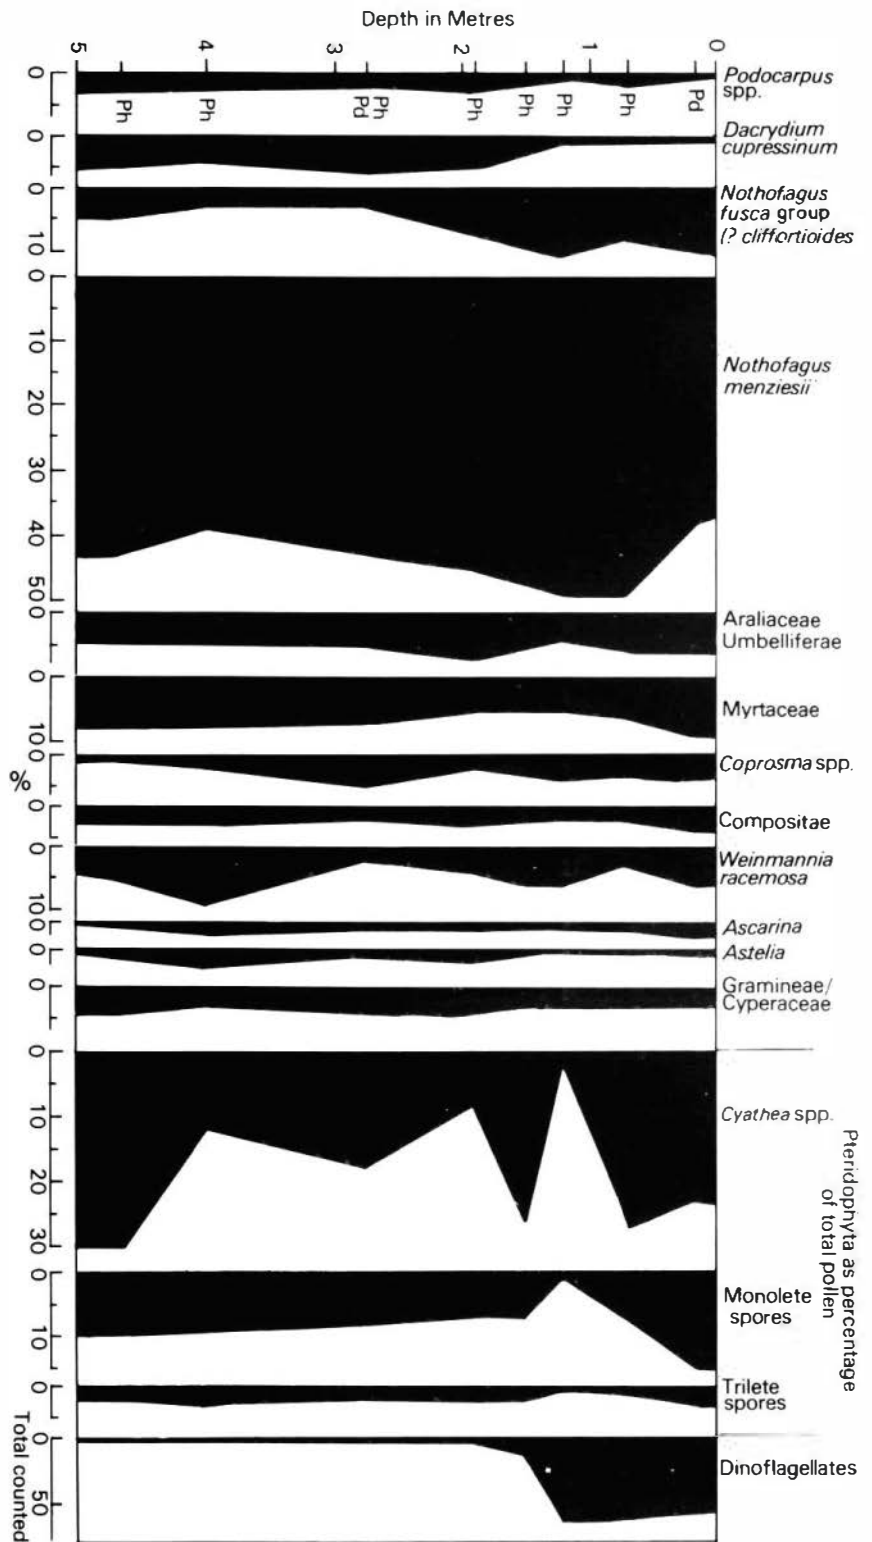 Depth in Metres
5 4 3 2 1 0
Podocarpus
spp.
Ph Ph Pd Ph Ph Ph Ph Ph Pd
Dacrydium
cupressinum
Nothofagus
fusca group
(? cliffortioides
Nothofagus
menziesii
Araliaceae
Umbelliferae
Myrtaceae
Coprosma spp.
Compositae
Weinmannia
racemosa
Ascarina
Astelia
Gramineae/
Cyperaceae
Cyathea spp.
Monolete
spores
Trilete
spores
Dinoflagellates
Pteridophyta as percentage
of total pollen
0
0
0
10
0
10
20
30
40
50
0
0
10
0
0
0
10
0
0
0
0
10
20
30
0
10
0
0
50
%
Total counted